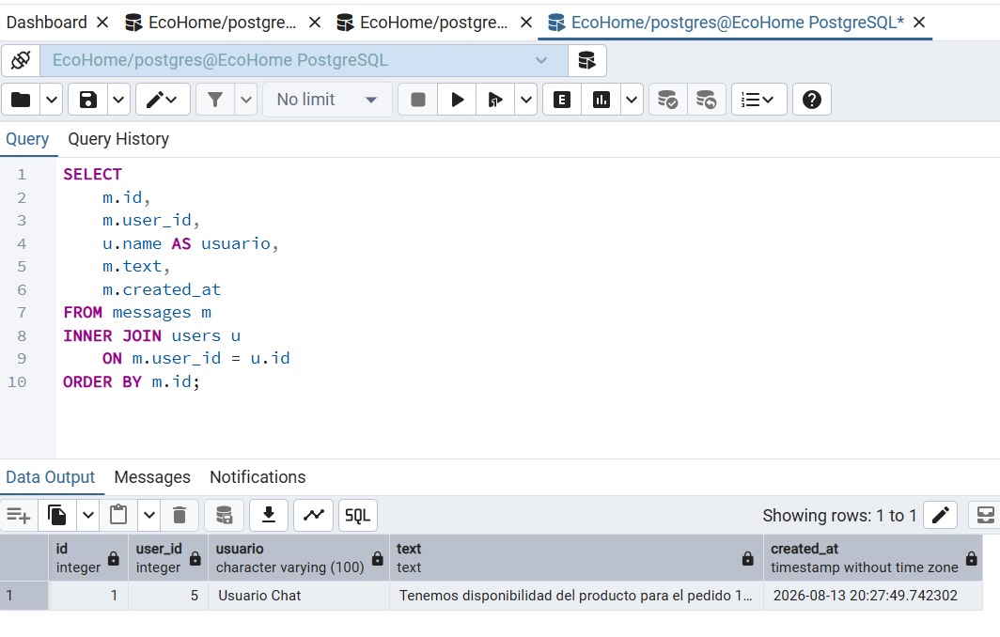 Dashboard EcoHome/postgre... EcoHome/postgre... EcoHome/postgres@EcoHome PostgreSQL*
EcoHome/postgres@EcoHome PostgreSQL
No limit E
Query Query History
1 SELECT
2 m.id,
3 m.user_id,
4 u.name AS usuario,
5 m.text,
6 m.created_at
7 FROM messages m
8 INNER JOIN users u
9 ON m.user_id = u.id
10 ORDER BY m.id;
Data Output Messages Notifications
SQL Showing rows: 1 to 1
id user_id usuario text created_at
integer integer character varying (100) text timestamp without time zone
1 1 5 Usuario Chat Tenemos disponibilidad del producto para el pedido 1... 2026-08-13 20:27:49.742302